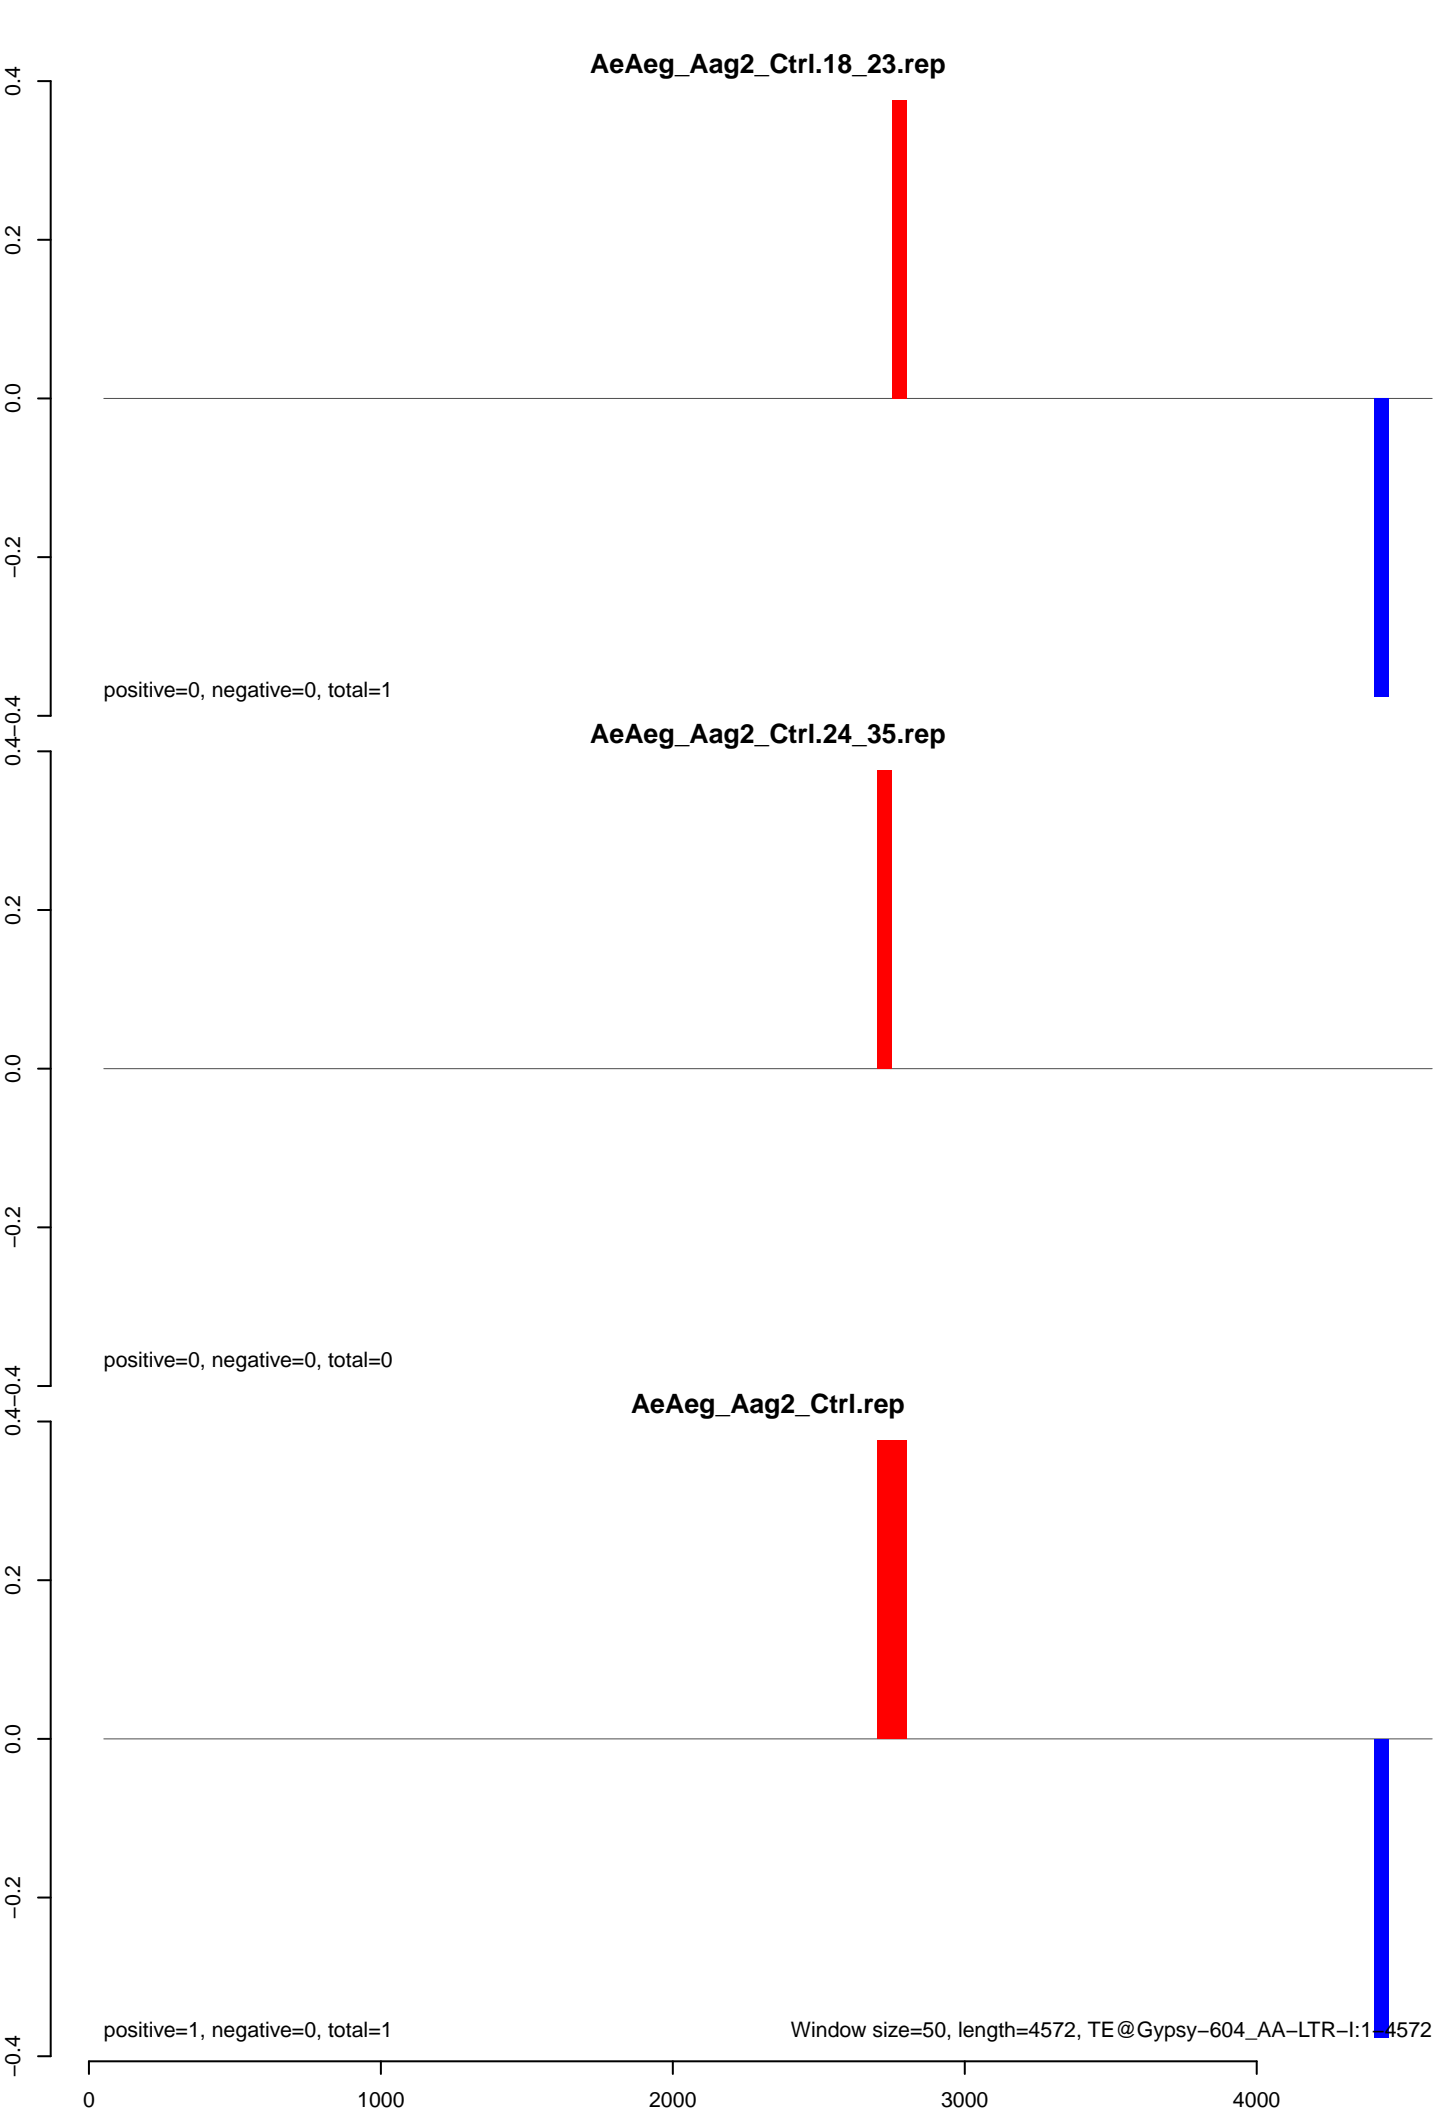 AeAeg_Aag2_Ctrl.18_23.rep
0.4
0.2
0.0
−0.2
−0.4
positive=0, negative=0, total=1
AeAeg_Aag2_Ctrl.24_35.rep
0.4
0.2
0.0
−0.2
−0.4
positive=0, negative=0, total=0
AeAeg_Aag2_Ctrl.rep
0.4
0.2
0.0
−0.2
−0.4
positive=1, negative=0, total=1
Window size=50, length=4572, TE@Gypsy−604_AA−LTR−I:1−4572
0 1000 2000 3000 4000